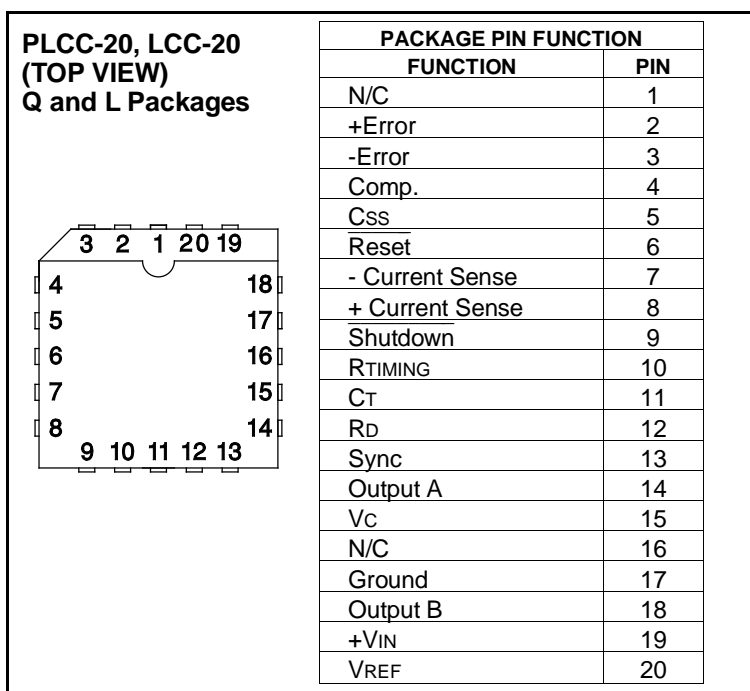 PLCC-20, LCC-20
(TOP VIEW)
Q and L Packages
3 2 1 20 19
4 18
5 17
6 16
7 15
8 14
9 10 11 12 13
PACKAGE PIN FUNCTION
FUNCTION PIN
N/C 1
+Error 2
-Error 3
Comp. 4
CSS 5
Reset 6
- Current Sense 7
+ Current Sense 8
Shutdown 9
RTIMING 10
CT 11
RD 12
Sync 13
Output A 14
VC 15
N/C 16
Ground 17
Output B 18
+VIN 19
VREF 20